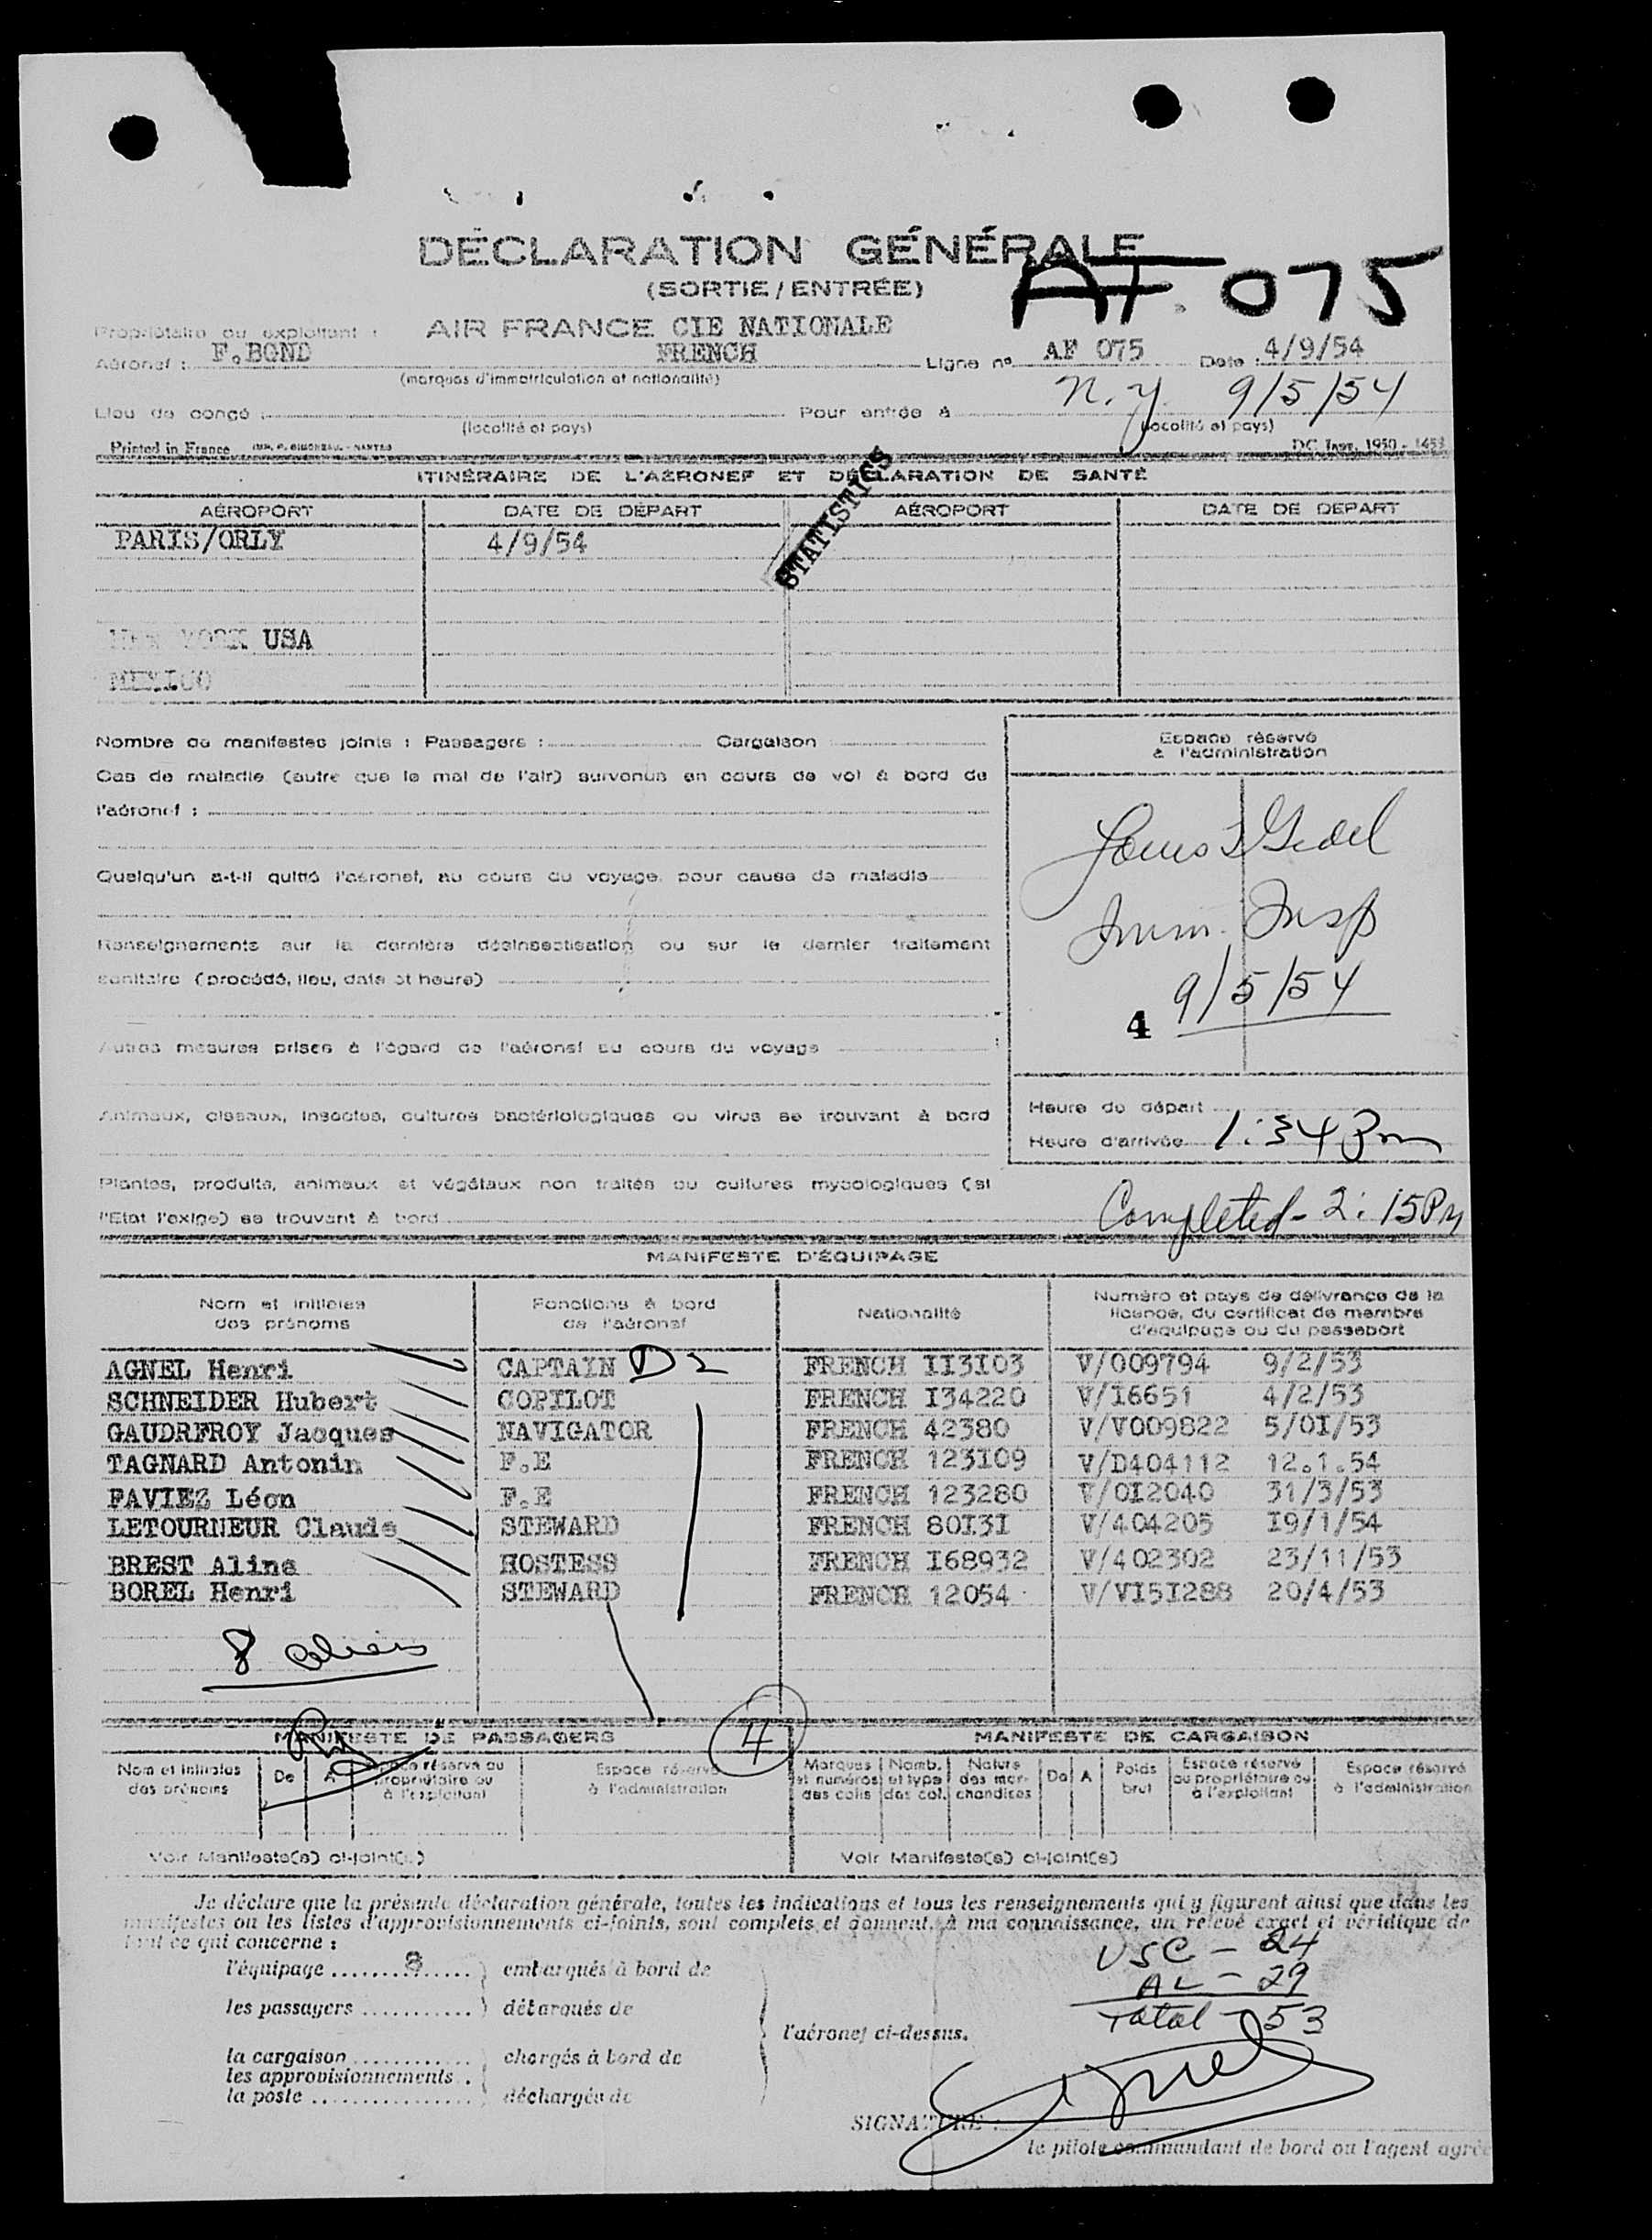 DÉCLARATION GÉNÉRALE
(SORTIE / ENTRÉE)
AF. 075
Propriétaire ou exploitant : AIR FRANCE CIE NATIONALE
Aéronef : F.BGND FRENCH Ligne nº AF 075 Date : 4/9/54
(marques d'immatriculation et nationalité)
N.Y. 9/5/54
Lieu de congé : Pour entrée à
(localité et pays) (localité et pays)
Printed in France DC Insp. 1950 - 1453
ITINÉRAIRE DE L'AÉRONEF ET DÉCLARATION DE SANTÉ
STATISTICS
AÉROPORT DATE DE DÉPART AÉROPORT DATE DE DEPART
PARIS/ORLY 4/9/54
NEW YORK USA
MEXICO
Nombre de manifestes joints : Passagers : Cargaison
Espace réservé
à l'administration
Cas de maladie (autre que le mal de l'air) survenus en cours de vol à bord de
l'aéronef :
Quelqu'un a-t-il quitté l'aéronef, au cours du voyage, pour cause de maladie
Imm. Insp
Renseignements sur la dernière désinsectisation ou sur le dernier traitement
sanitaire (procédé, lieu, date et heure)
9/5/54
4
Autres mesures prises à l'égard de l'aéronef au cours du voyage
Animaux, oiseaux, insectes, cultures bactériologiques ou virus se trouvant à bord
Heure de départ
Heure d'arrivée 1:34 Pm
Plantes, produits, animaux et végétaux non traités ou cultures mycologiques (si
l'Etat l'exige) se trouvant à bord
Completed - 2:15 PM
MANIFESTE D'ÉQUIPAGE
Nom et initiales des prénoms Fonctions à bord de l'aéronef Nationalité Numéro et pays de délivrance de la licence, du certificat de membre d'équipage ou du passeport
AGNEL Henri CAPTAIN D2 FRENCH II3I03 V/009794 9/2/53
SCHNEIDER Hubert COPILOT FRENCH I34220 V/I6651 4/2/53
GAUDRFROY Jacques NAVIGATOR FRENCH 42380 V/V009822 5/0I/53
TAGNARD Antonin F.E FRENCH 123I09 V/D404112 12.1.54
FAVIEZ Léon F.E FRENCH 123280 V/0I2040 31/3/53
LETOURNEUR Claude STEWARD FRENCH 80I3I V/404205 I9/1/54
BREST Aline HOSTESS FRENCH I68932 V/402302 23/11/53
BOREL Henri STEWARD FRENCH 12054 V/VI5I288 20/4/53
8 aliens
4
MANIFESTE DE PASSAGERS MANIFESTE DE CARGAISON
Nom et initiales des prénoms De A Espace réservé au propriétaire ou à l'exploitant Espace réservé à l'administration Marques et numéros des colis Nomb. et type des col. Nature des mar-chandises De A Poids brut Espace réservé au propriétaire ou à l'exploitant Espace réservé à l'administration
Voir Manifeste(s) ci-joint(s) Voir Manifeste(s) ci-joint(s)
Je déclare que la présente déclaration générale, toutes les indications et tous les renseignements qui y figurent ainsi que dans les
manifestes ou les listes d'approvisionnements ci-joints, sont complets et donnent, à ma connaissance, un relevé exact et véridique de
tout ce qui concerne :
USC - 24
AL - 29
Total - 53
l'équipage ........8...... embarqués à bord de
les passagers ............ débarqués de
l'aéronef ci-dessus.
la cargaison ............. chargés à bord de
les approvisionnements ..
la poste ................. déchargés de
SIGNATURE :
le pilote commandant de bord ou l'agent agréé